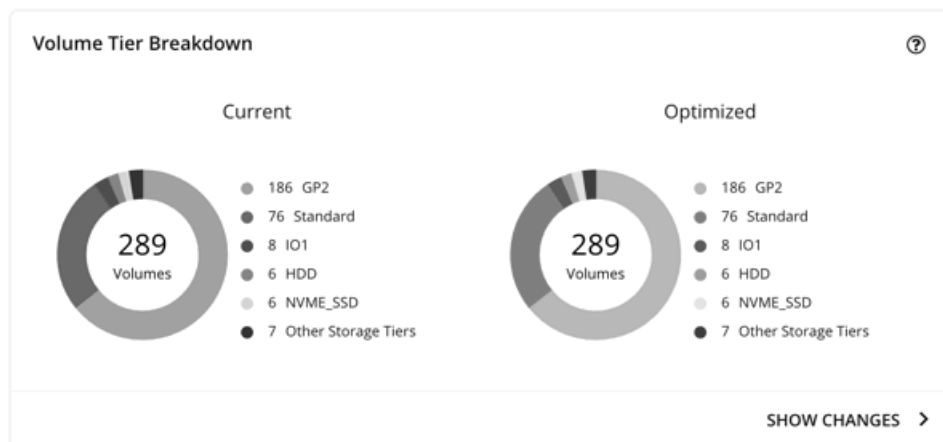 Volume Tier Breakdown
Current
289
Volumes
186 GP2
76 Standard
8 IO1
6 HDD
6 NVME_SSD
7 Other Storage Tiers
Optimized
289
Volumes
186 GP2
76 Standard
8 IO1
6 HDD
6 NVME_SSD
7 Other Storage Tiers
SHOW CHANGES